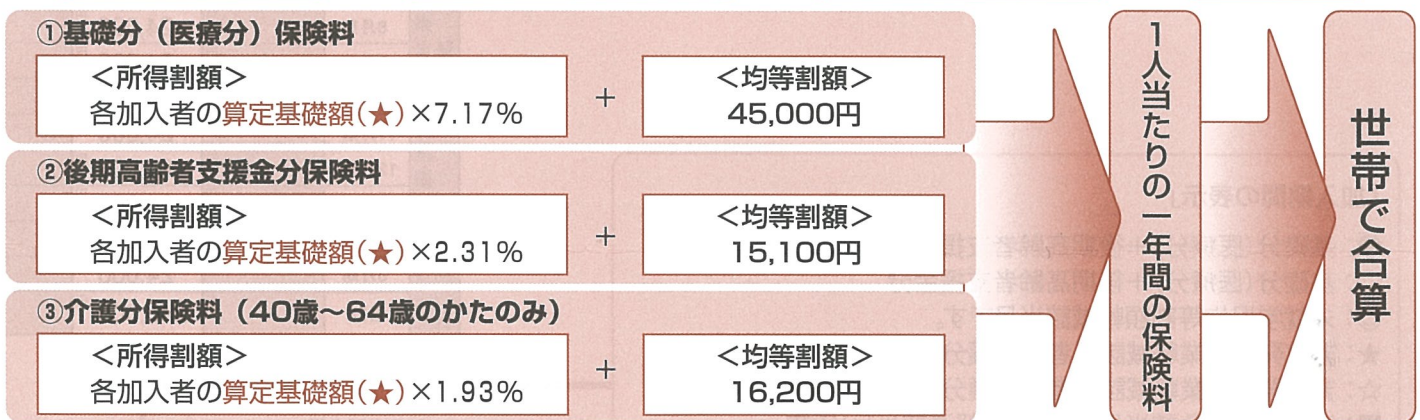 ①基礎分（医療分）保険料
＜所得割額＞
各加入者の算定基礎額(★)×7.17%
+
＜均等割額＞
45,000円
②後期高齢者支援金分保険料
＜所得割額＞
各加入者の算定基礎額(★)×2.31%
+
＜均等割額＞
15,100円
③介護分保険料（40歳～64歳のかたのみ）
＜所得割額＞
各加入者の算定基礎額(★)×1.93%
+
＜均等割額＞
16,200円
1人当たりの一年間の保険料
世帯で合算